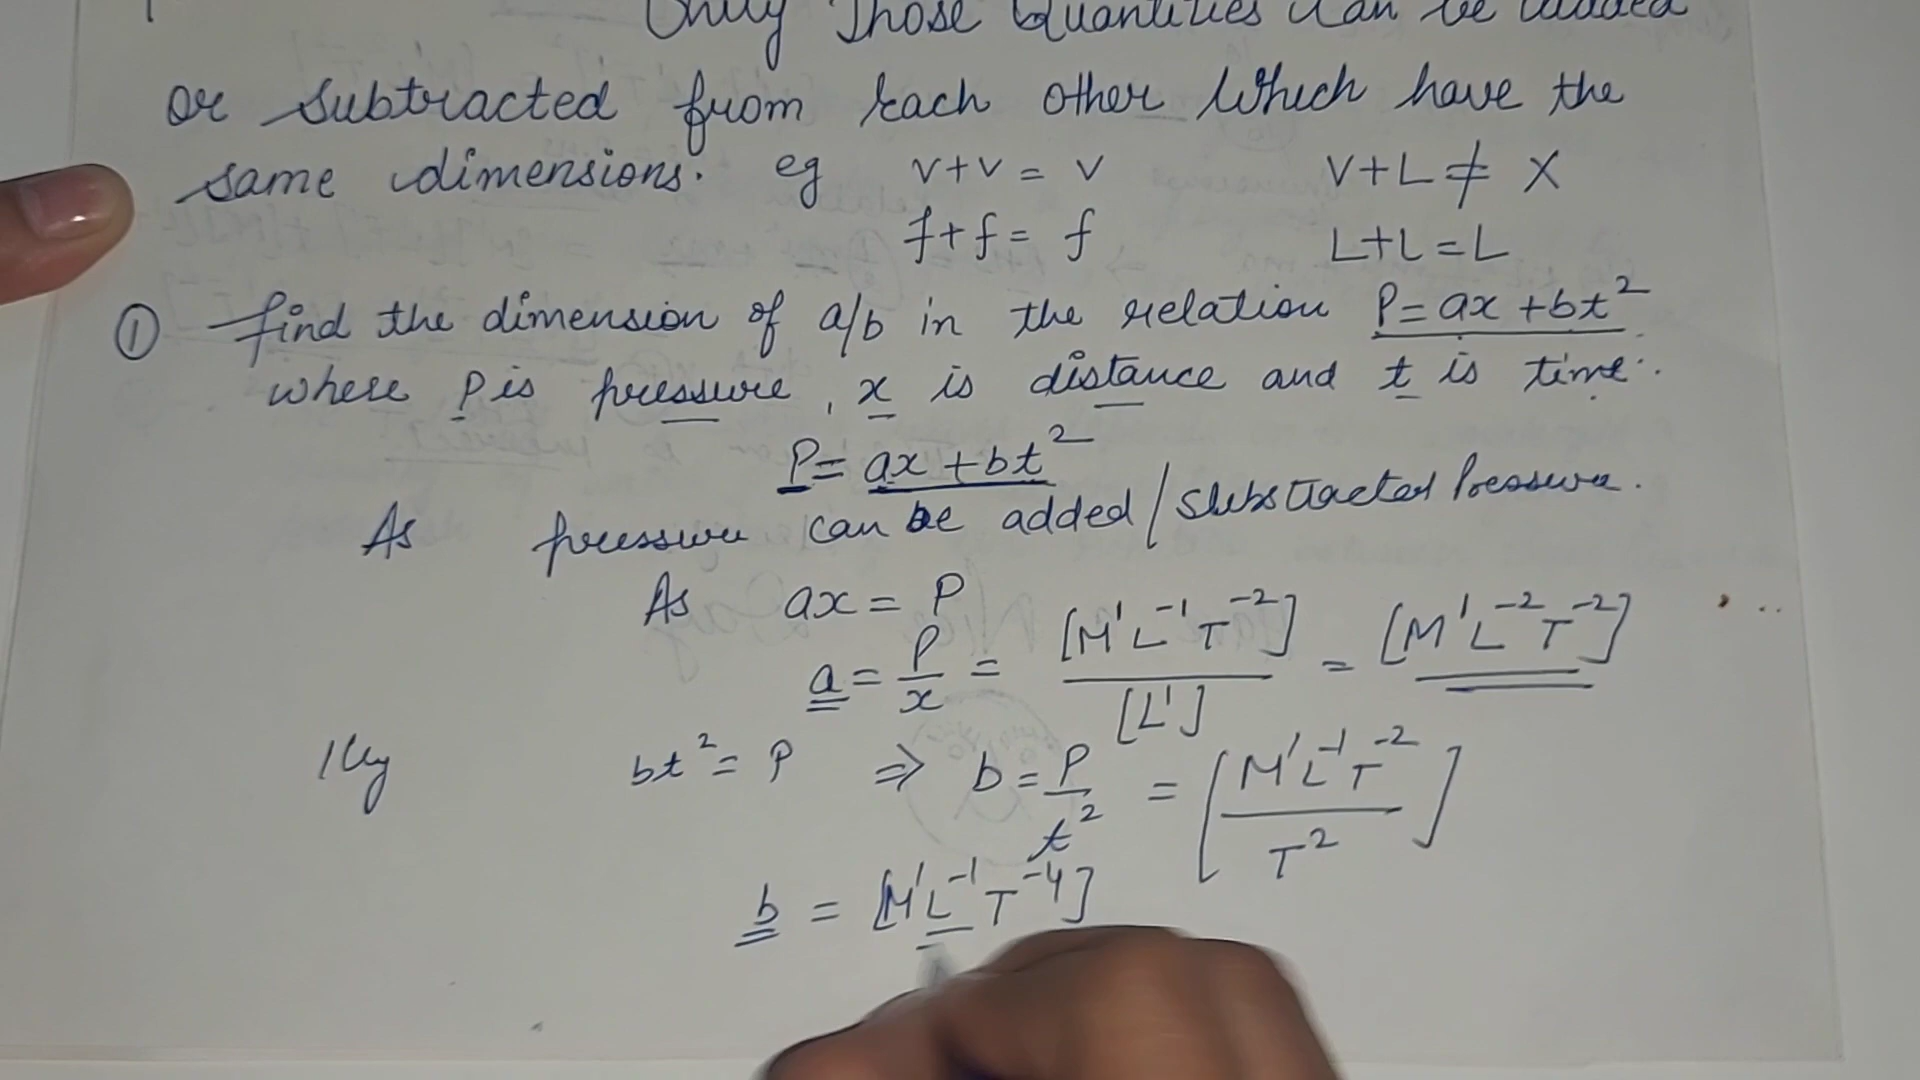 Only Those Quantities Can be added
or Subtracted from each other Which have the
same dimensions. eg v+v = v V+L ≠ X
f+f = f L+L = L
① find the dimension of a/b in the relation P = ax + bt²
where P is pressure, x is distance and t is time.
P = ax + bt²
As pressure can be added / Substracted Pressure.
As ax = P
a = P/x = [M¹L⁻¹T⁻²]/[L¹] = [M¹L⁻²T⁻²]
|||ly bt² = P ⇒ b = P/t² = [M¹L⁻¹T⁻²/T²]
b = [M¹L⁻¹T⁻⁴]